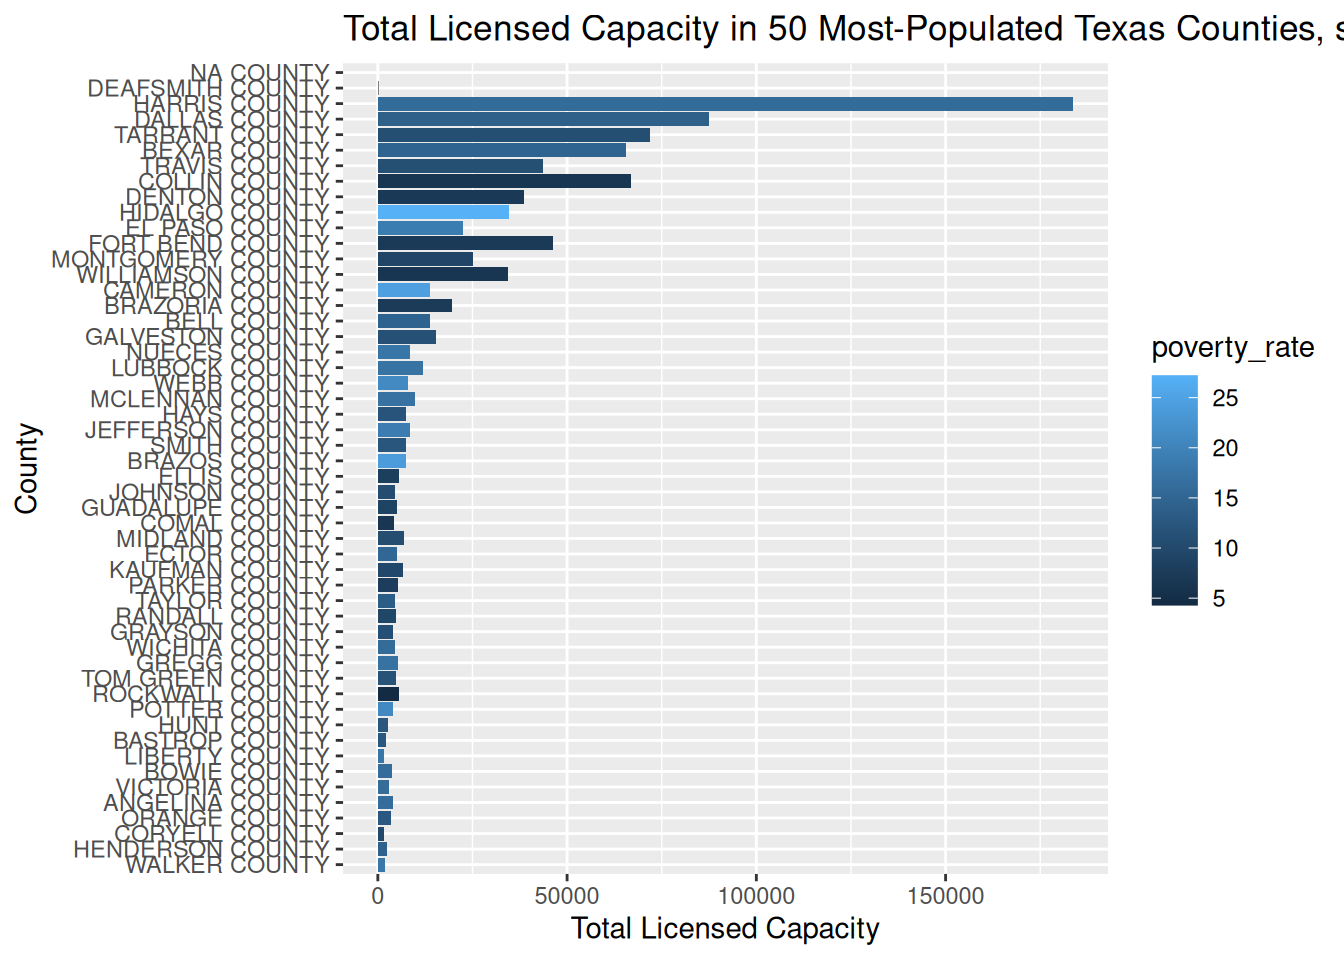 Total Licensed Capacity in 50 Most-Populated Texas Counties, s
NA COUNTY
DEAFSMITH COUNTY
HARRIS COUNTY
DALLAS COUNTY
TARRANT COUNTY
BEXAR COUNTY
TRAVIS COUNTY
COLLIN COUNTY
DENTON COUNTY
HIDALGO COUNTY
EL PASO COUNTY
FORT BEND COUNTY
MONTGOMERY COUNTY
WILLIAMSON COUNTY
CAMERON COUNTY
BRAZORIA COUNTY
BELL COUNTY
GALVESTON COUNTY
NUECES COUNTY
LUBBOCK COUNTY
WEBB COUNTY
MCLENNAN COUNTY
HAYS COUNTY
JEFFERSON COUNTY
SMITH COUNTY
BRAZOS COUNTY
ELLIS COUNTY
JOHNSON COUNTY
GUADALUPE COUNTY
COMAL COUNTY
MIDLAND COUNTY
ECTOR COUNTY
KAUFMAN COUNTY
PARKER COUNTY
TAYLOR COUNTY
RANDALL COUNTY
GRAYSON COUNTY
WICHITA COUNTY
GREGG COUNTY
TOM GREEN COUNTY
ROCKWALL COUNTY
POTTER COUNTY
HUNT COUNTY
BASTROP COUNTY
LIBERTY COUNTY
BOWIE COUNTY
VICTORIA COUNTY
ANGELINA COUNTY
ORANGE COUNTY
CORYELL COUNTY
HENDERSON COUNTY
WALKER COUNTY
County
0 50000 100000 150000
Total Licensed Capacity
poverty_rate
25
20
15
10
5